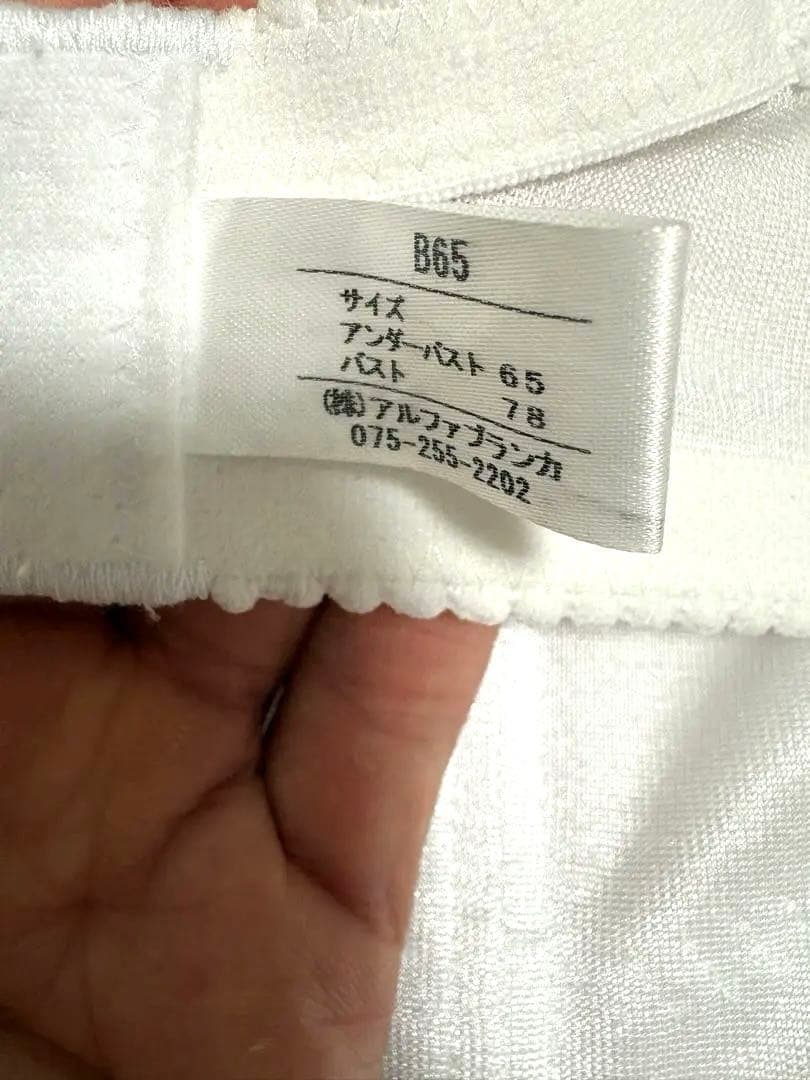 B65
サイズ
アンダーバスト 65
バスト 78
(株)アルファブランカ
075-255-2202